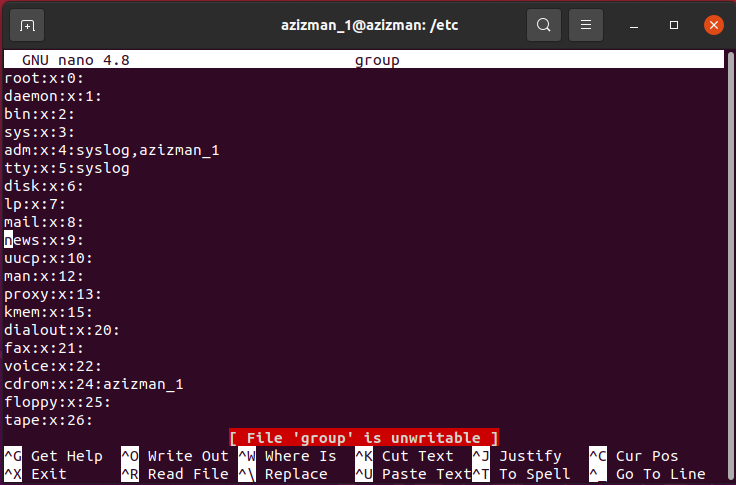 azizman_1@azizman: /etc
GNU nano 4.8 group
root:x:0:
daemon:x:1:
bin:x:2:
sys:x:3:
adm:x:4:syslog,azizman_1
tty:x:5:syslog
disk:x:6:
lp:x:7:
mail:x:8:
news:x:9:
uucp:x:10:
man:x:12:
proxy:x:13:
kmem:x:15:
dialout:x:20:
fax:x:21:
voice:x:22:
cdrom:x:24:azizman_1
floppy:x:25:
tape:x:26:
[ File 'group' is unwritable ]
^G Get Help ^O Write Out ^W Where Is ^K Cut Text ^J Justify ^C Cur Pos
^X Exit ^R Read File ^\ Replace ^U Paste Text ^T To Spell ^_ Go To Line